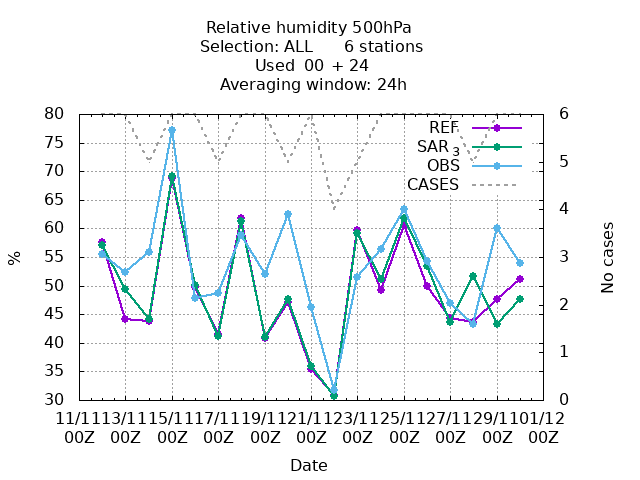 Relative humidity 500hPa
Selection: ALL      6 stations
Used  00  + 24
Averaging window: 24h
80 6
REF
75
SAR 3
5
OBS
70
CASES
65
4
60
55 3
50
45 2
40
1
35
30 0
%
No cases
11/11 13/11 15/11 17/11 19/11 21/11 23/11 25/11 27/11 29/11 01/12
00Z 00Z 00Z 00Z 00Z 00Z 00Z 00Z 00Z 00Z 00Z
Date